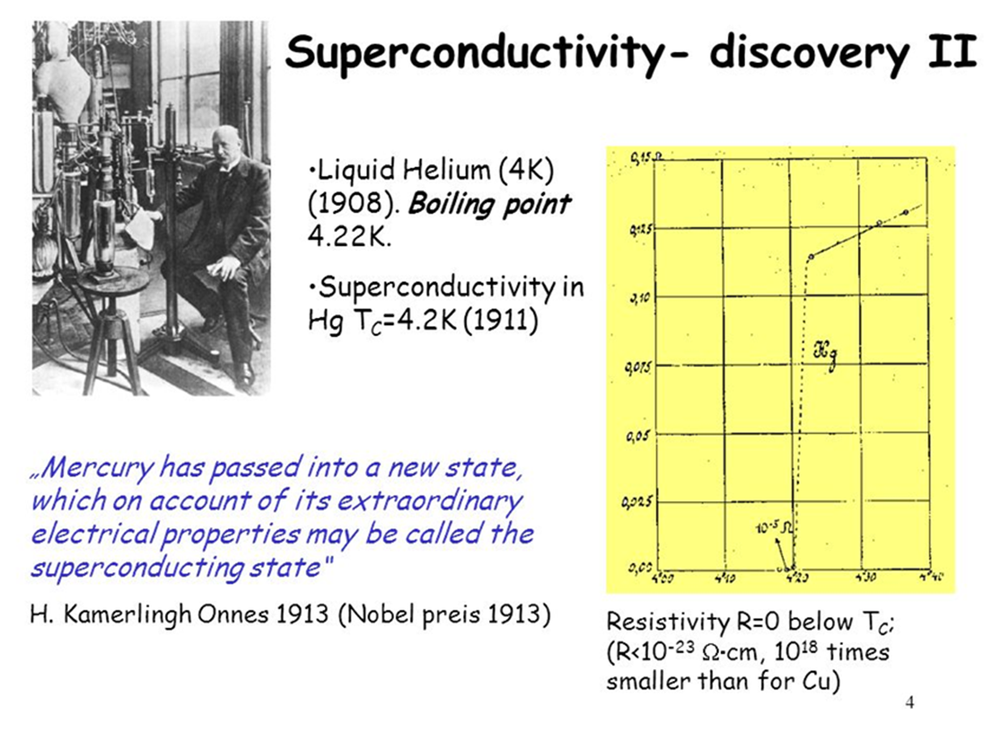 Superconductivity- discovery II
•Liquid Helium (4K)
(1908). Boiling point
4.22K.
•Superconductivity in
Hg T_C=4.2K (1911)
0,15 Ω
0,125
0,10
0,075
0,05
0,025
0,00
Hg
10⁻⁵ Ω
4°00 4°10 4°20 4°30 4°40
„Mercury has passed into a new state,
which on account of its extraordinary
electrical properties may be called the
superconducting state"
H. Kamerlingh Onnes 1913 (Nobel preis 1913)
Resistivity R=0 below T_C;
(R<10⁻²³ Ω·cm, 10¹⁸ times
smaller than for Cu)
4